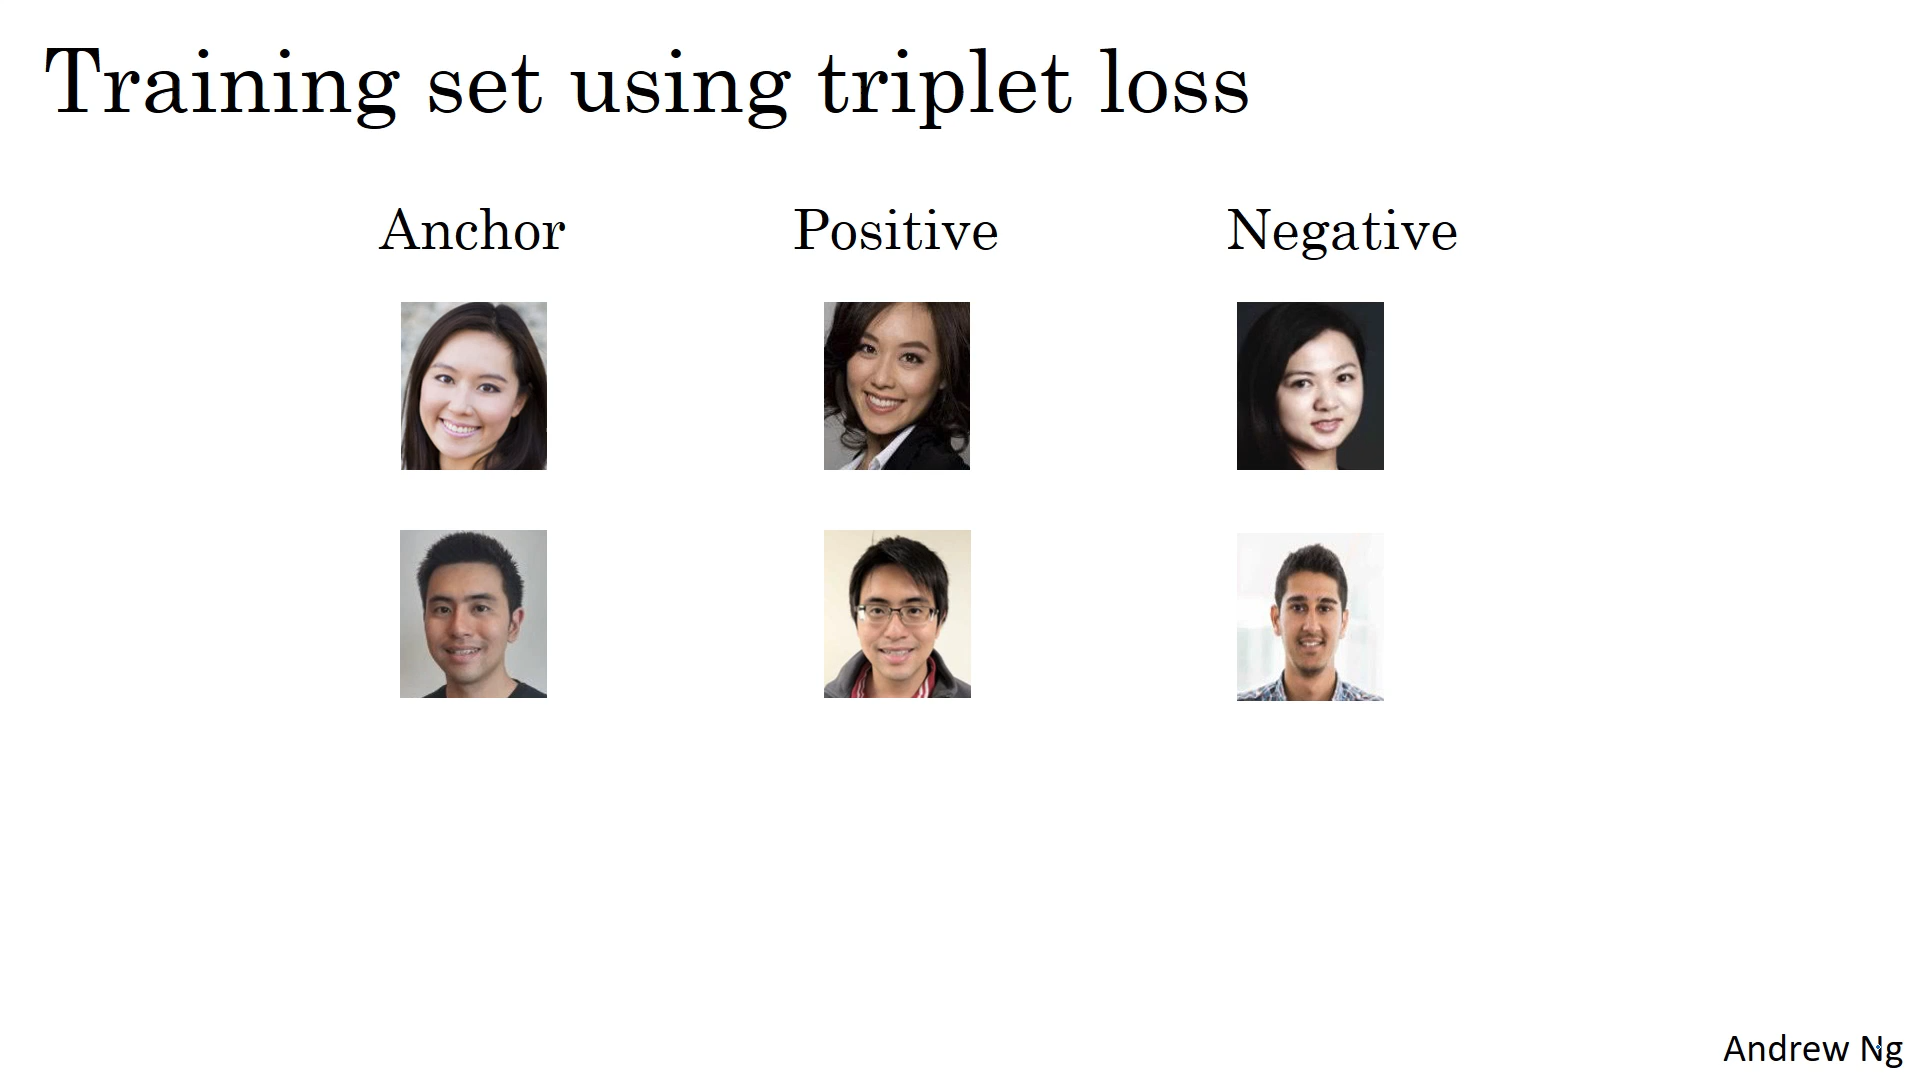 Training set using triplet loss
Anchor Positive Negative
Andrew Ng